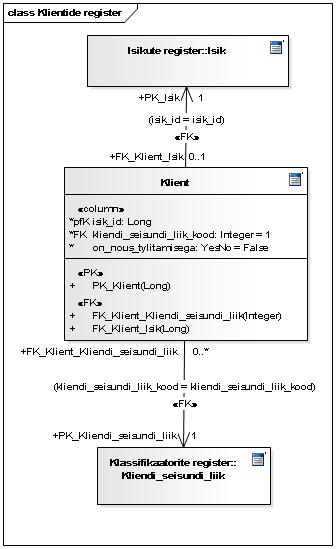 class Klientide register
Isikute register::Isik
+PK_Isik 1
(isik_id = isik_id)
«FK»
+FK_Klient_Isik 0..1
Klient
«column»
*pfK isik_id: Long
*FK kliendi_seisundi_liik_kood: Integer = 1
* on_nous_tylitamisega: YesNo = False
«PK»
+ PK_Klient(Long)
«FK»
+ FK_Klient_Kliendi_seisundi_liik(Integer)
+ FK_Klient_Isik(Long)
+FK_Klient_Kliendi_seisundi_liik 0..*
(kliendi_seisundi_liik_kood = kliendi_seisundi_liik_kood)
«FK»
+PK_Kliendi_seisundi_liik 1
Klassifikaatorite register::
Kliendi_seisundi_liik